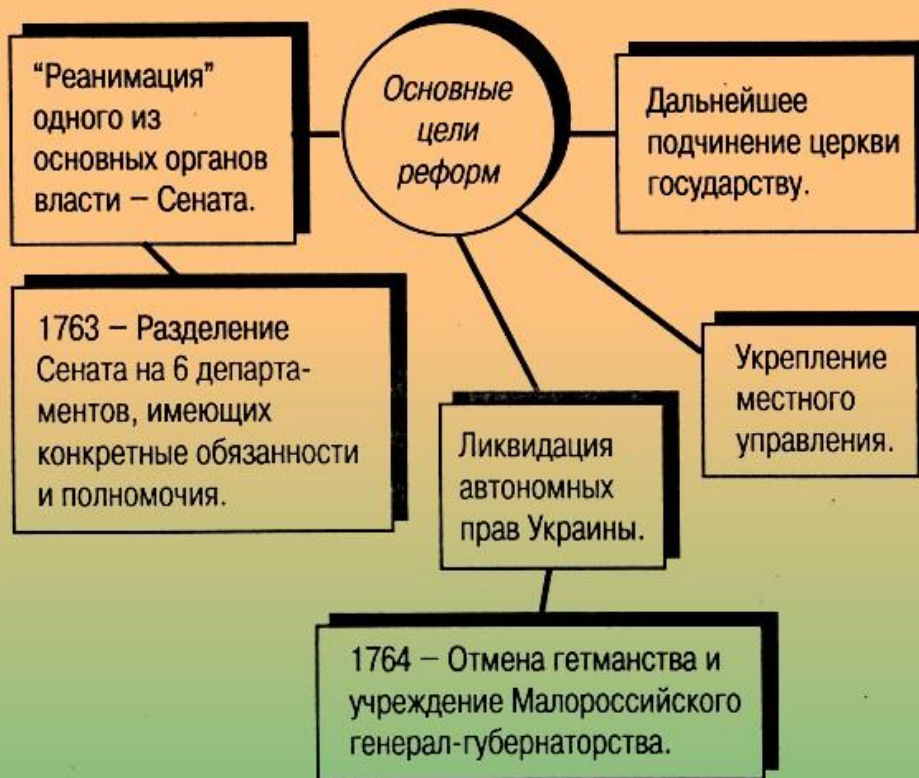 “Реанимация”
одного из
основных органов
власти – Сената.
Основные
цели
реформ
Дальнейшее
подчинение церкви
государству.
1763 – Разделение
Сената на 6 департа-
ментов, имеющих
конкретные обязанности
и полномочия.
Ликвидация
автономных
прав Украины.
Укрепление
местного
управления.
1764 – Отмена гетманства и
учреждение Малороссийского
генерал-губернаторства.